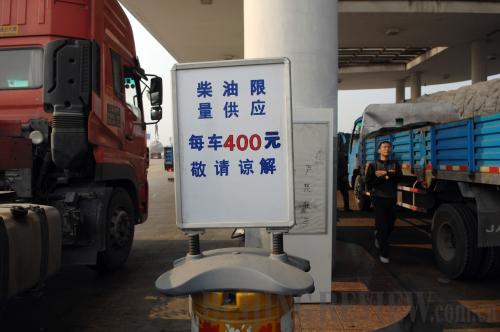 柴油限
量供应
每车400元
敬请谅解